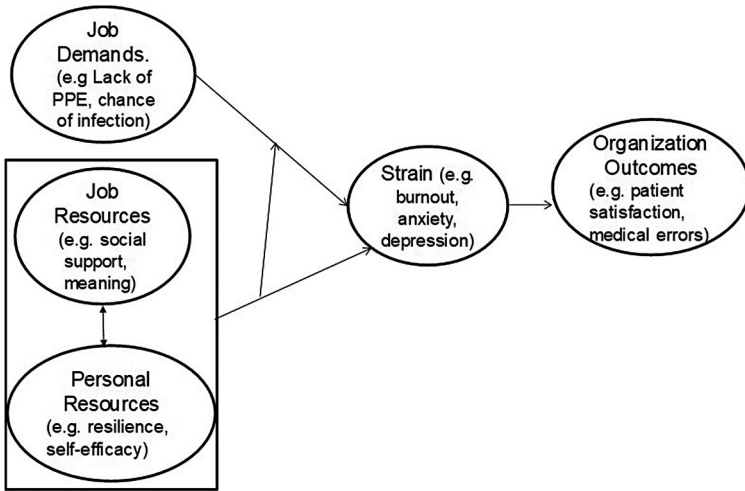 Job
Demands.
(e.g Lack of
PPE, chance
of infection)
Job
Resources
(e.g. social
support,
meaning)
Personal
Resources
(e.g. resilience,
self-efficacy)
Strain (e.g.
burnout,
anxiety,
depression)
Organization
Outcomes
(e.g. patient
satisfaction,
medical errors)